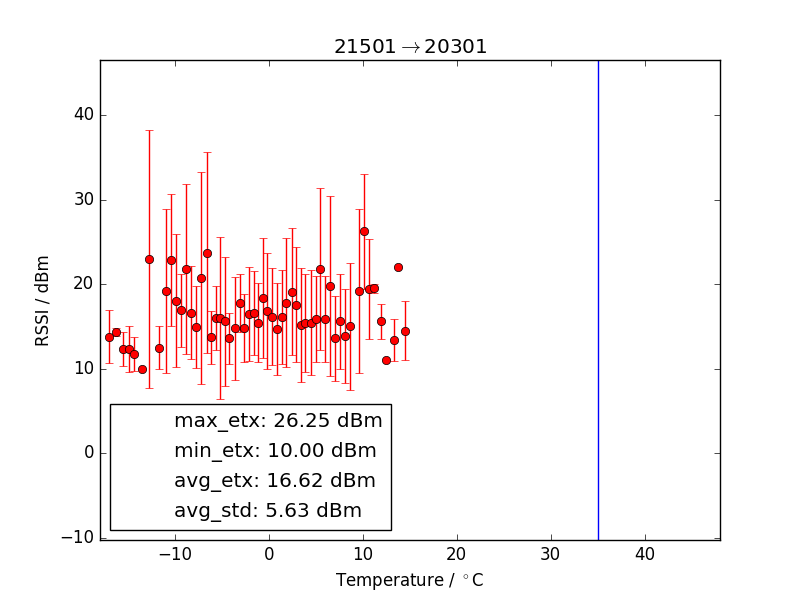 21501→20301
RSSI / dBm
40
30
20
10
0
−10
max_etx: 26.25 dBm
min_etx: 10.00 dBm
avg_etx: 16.62 dBm
avg_std: 5.63 dBm
−10 0 10 20 30 40
Temperature / °C